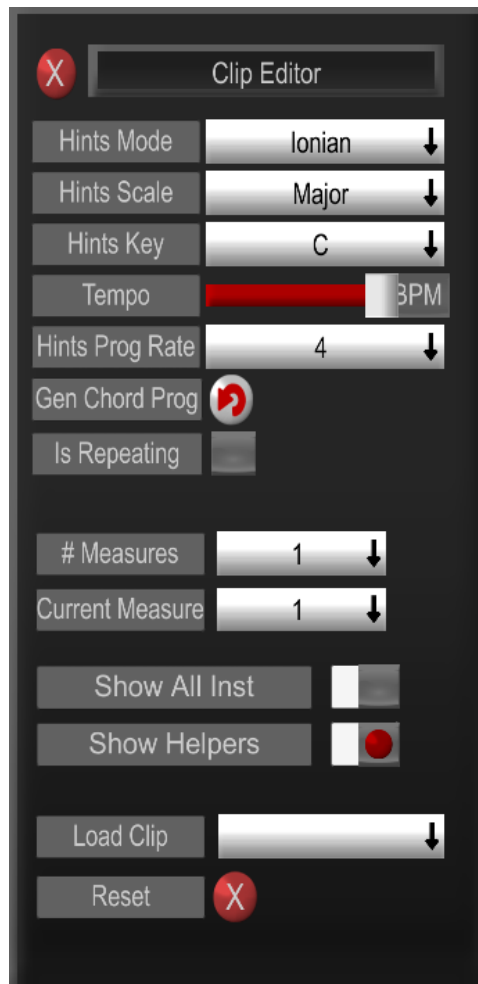 X Clip Editor
Hints Mode Ionian
Hints Scale Major
Hints Key C
Tempo BPM
Hints Prog Rate 4
Gen Chord Prog
Is Repeating
# Measures 1
Current Measure 1
Show All Inst
Show Helpers
Load Clip
Reset X